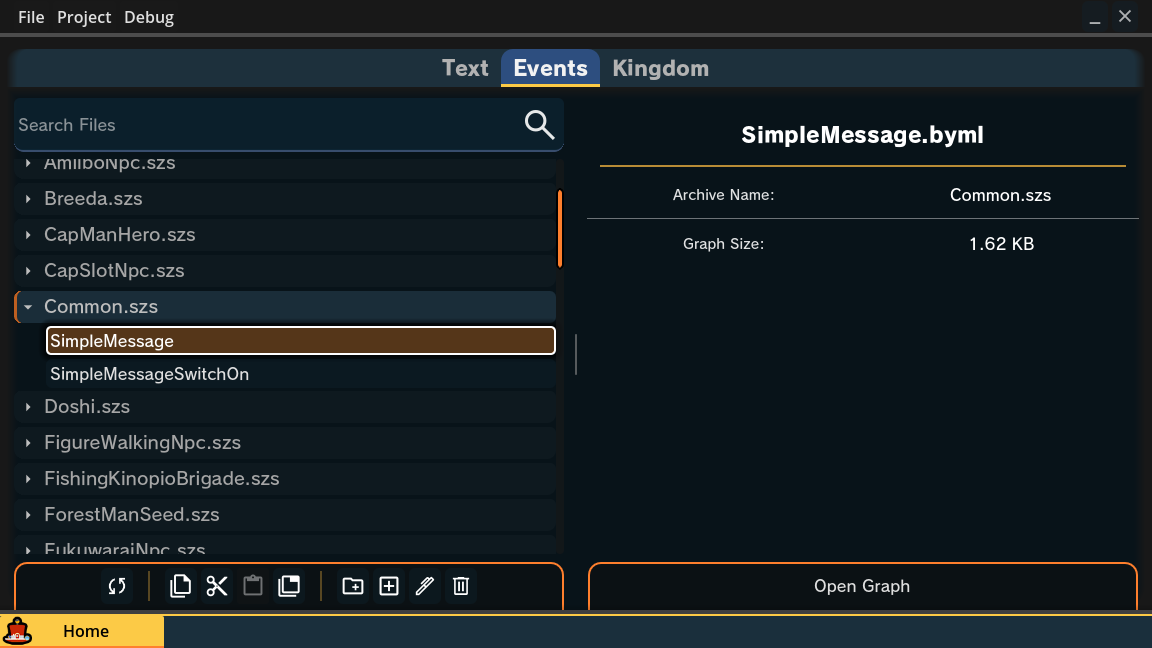 File Project Debug
Text Events Kingdom
Search Files
AmiiboNpc.szs
Breeda.szs
CapManHero.szs
CapSlotNpc.szs
Common.szs
SimpleMessage
SimpleMessageSwitchOn
Doshi.szs
FigureWalkingNpc.szs
FishingKinopioBrigade.szs
ForestManSeed.szs
FukuwaraiNpc.szs
SimpleMessage.byml
Archive Name: Common.szs
Graph Size: 1.62 KB
Open Graph
Home